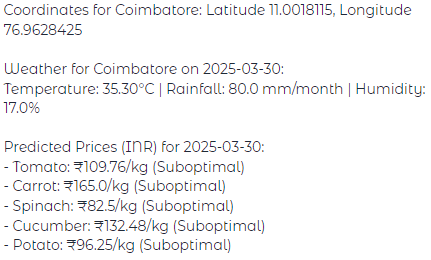 Coordinates for Coimbatore: Latitude 11.0018115, Longitude
76.9628425
Weather for Coimbatore on 2025-03-30:
Temperature: 35.30°C | Rainfall: 80.0 mm/month | Humidity:
17.0%
Predicted Prices (INR) for 2025-03-30:
- Tomato: ₹109.76/kg (Suboptimal)
- Carrot: ₹165.0/kg (Suboptimal)
- Spinach: ₹82.5/kg (Suboptimal)
- Cucumber: ₹132.48/kg (Suboptimal)
- Potato: ₹96.25/kg (Suboptimal)